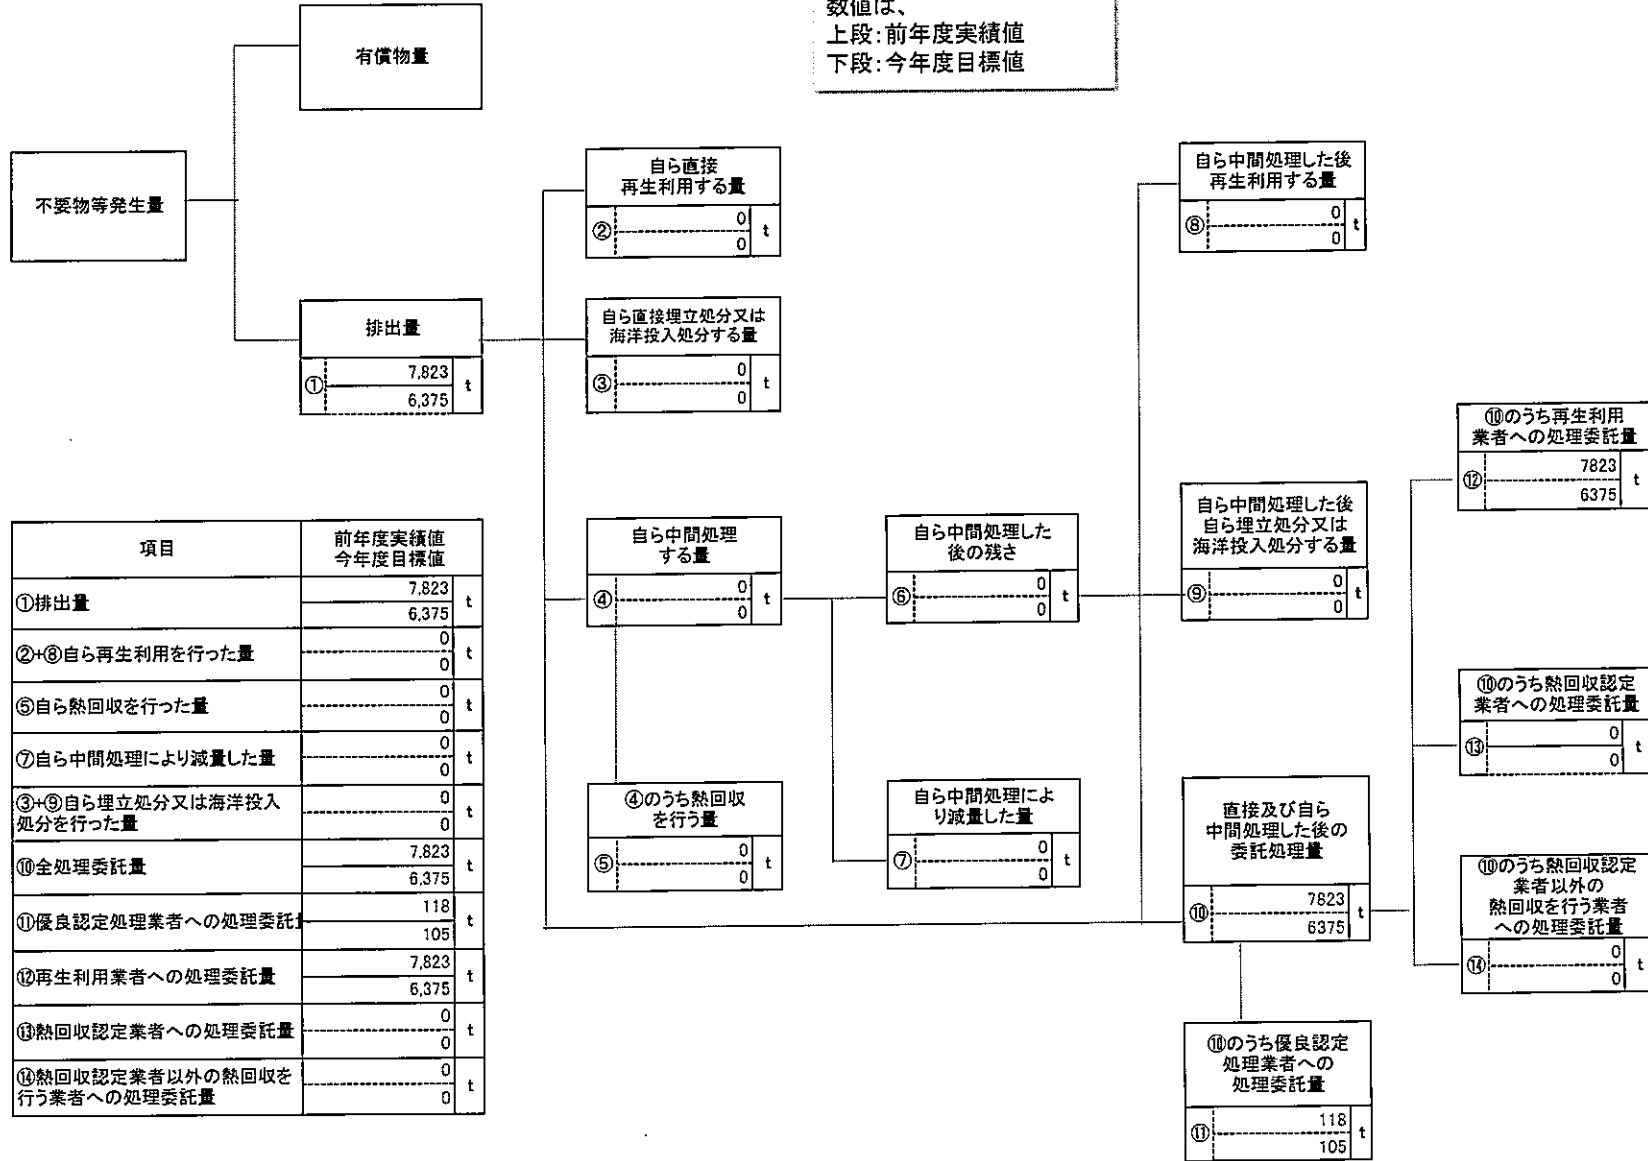 数値は、
上段:前年度実績値
下段:今年度目標値
有償物量
不要物等発生量
排出量
① 7,823 t
6,375
自ら直接
再生利用する量
② 0 t
0
自ら直接埋立処分又は
海洋投入処分する量
③ 0 t
0
自ら中間処理
する量
④ 0 t
0
④のうち熱回収
を行う量
⑤ 0 t
0
自ら中間処理した
後の残さ
⑥ 0 t
0
自ら中間処理によ
り減量した量
⑦ 0 t
0
自ら中間処理した後
再生利用する量
⑧ 0 t
0
自ら中間処理した後
自ら埋立処分又は
海洋投入処分する量
⑨ 0 t
0
直接及び自ら
中間処理した後の
委託処理量
⑩ 7823 t
6375
⑩のうち優良認定
処理業者への
処理委託量
⑪ 118 t
105
⑩のうち再生利用
業者への処理委託量
⑫ 7823 t
6375
⑩のうち熱回収認定
業者への処理委託量
⑬ 0 t
0
⑩のうち熱回収認定
業者以外の
熱回収を行う業者
への処理委託量
⑭ 0 t
0
項目 前年度実績値
今年度目標値
①排出量 7,823 t
6,375
②+⑧自ら再生利用を行った量 0 t
0
⑤自ら熱回収を行った量 0 t
0
⑦自ら中間処理により減量した量 0 t
0
③+⑨自ら埋立処分又は海洋投入
処分を行った量 0 t
0
⑩全処理委託量 7,823 t
6,375
⑪優良認定処理業者への処理委託 118 t
105
⑫再生利用業者への処理委託量 7,823 t
6,375
⑬熱回収認定業者への処理委託量 0 t
0
⑭熱回収認定業者以外の熱回収を
行う業者への処理委託量 0 t
0